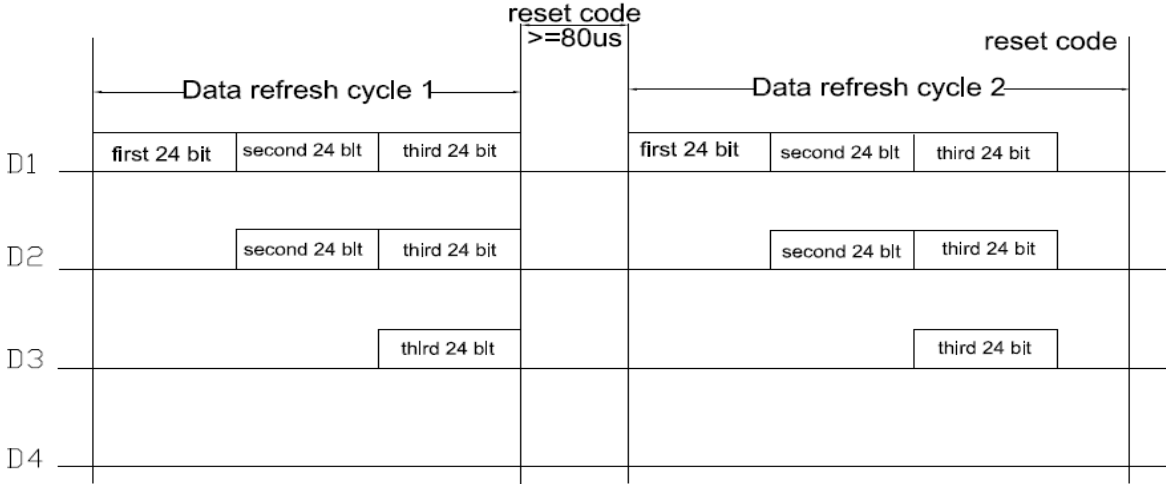 reset code
>=80us
reset code
Data refresh cycle 1
Data refresh cycle 2
D1 first 24 bit second 24 blt third 24 bit first 24 bit second 24 blt third 24 bit
D2 second 24 blt third 24 bit second 24 blt third 24 bit
D3 thlrd 24 blt third 24 bit
D4